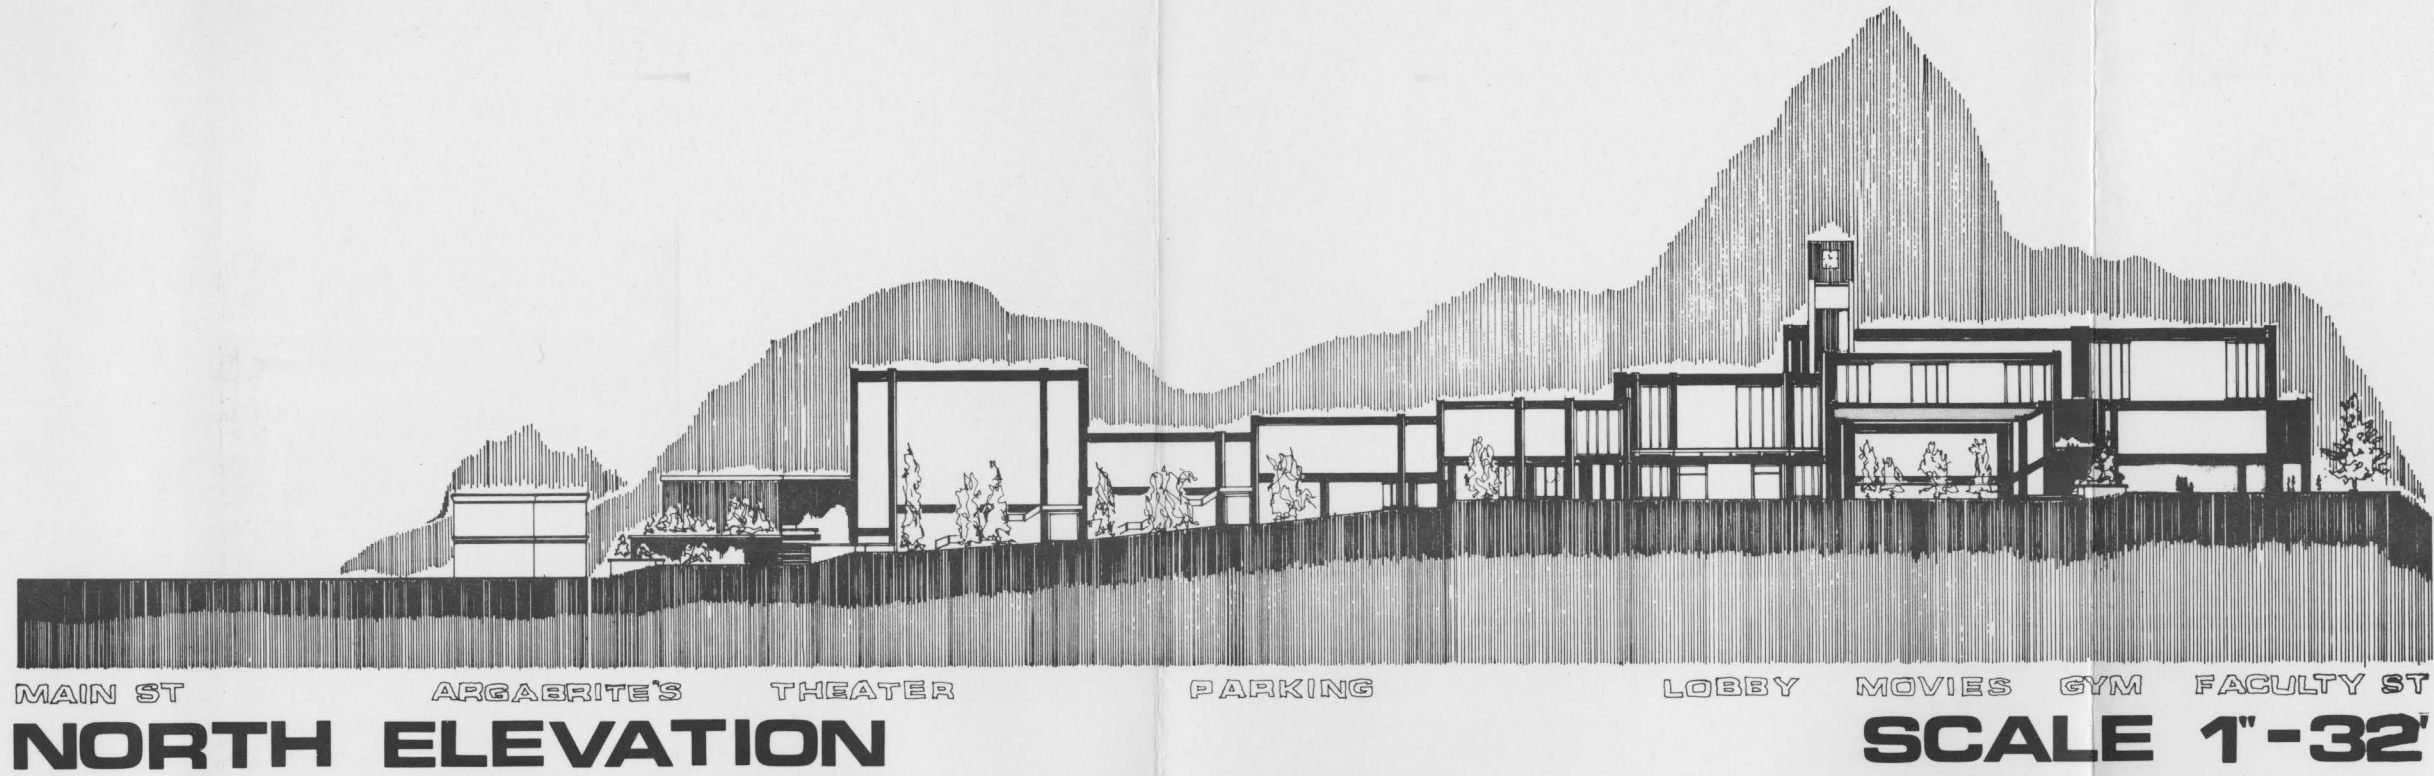 MAIN ST ARGABRITE'S THEATER PARKING LOBBY MOVIES GYM FACULTY ST
NORTH ELEVATION SCALE 1"-32'